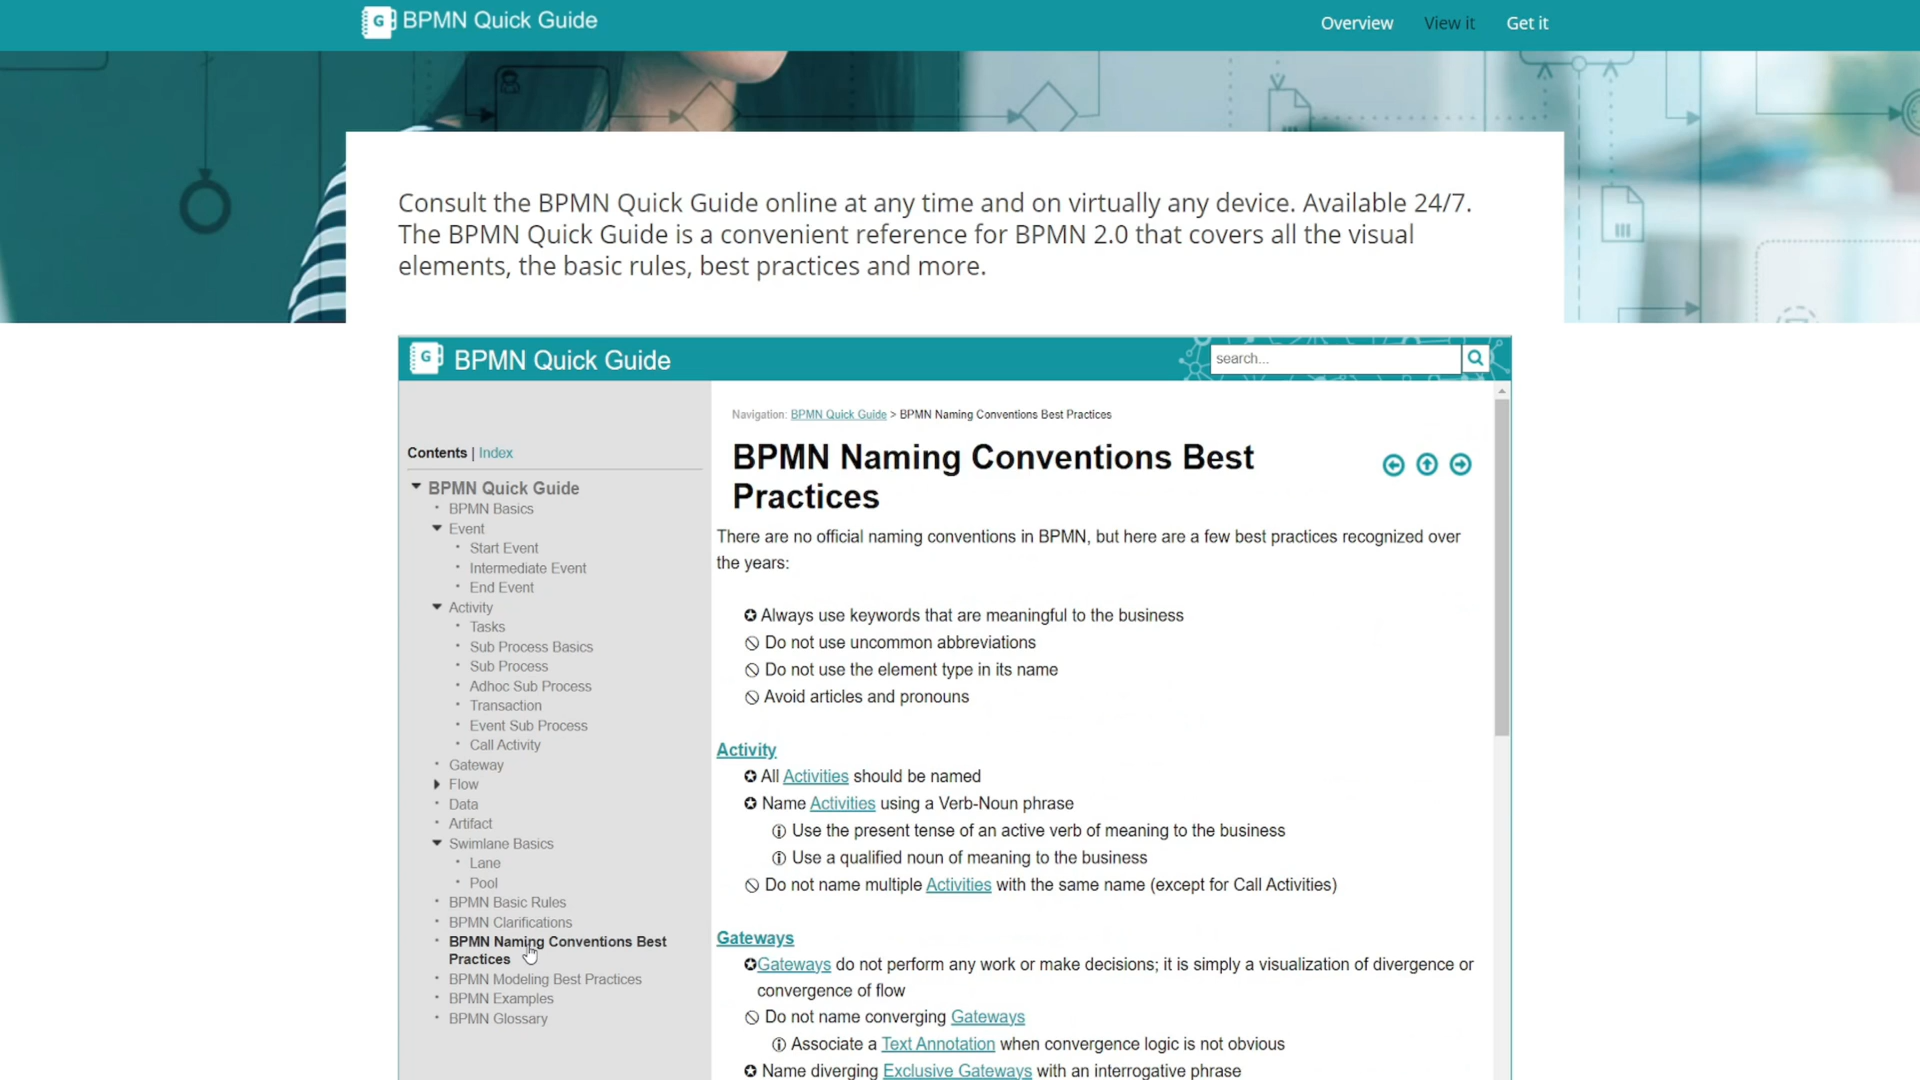 BPMN Quick Guide
Overview View it Get it
Consult the BPMN Quick Guide online at any time and on virtually any device. Available 24/7.
The BPMN Quick Guide is a convenient reference for BPMN 2.0 that covers all the visual
elements, the basic rules, best practices and more.
G BPMN Quick Guide
search...
Contents | Index
BPMN Quick Guide
BPMN Basics
Event
Start Event
Intermediate Event
End Event
Activity
Tasks
Sub Process Basics
Sub Process
Adhoc Sub Process
Transaction
Event Sub Process
Call Activity
Gateway
Flow
Data
Artifact
Swimlane Basics
Lane
Pool
BPMN Basic Rules
BPMN Clarifications
BPMN Naming Conventions Best
Practices
BPMN Modeling Best Practices
BPMN Examples
BPMN Glossary
Navigation: BPMN Quick Guide > BPMN Naming Conventions Best Practices
BPMN Naming Conventions Best
Practices
There are no official naming conventions in BPMN, but here are a few best practices recognized over
the years:
Always use keywords that are meaningful to the business
Do not use uncommon abbreviations
Do not use the element type in its name
Avoid articles and pronouns
Activity
All Activities should be named
Name Activities using a Verb-Noun phrase
Use the present tense of an active verb of meaning to the business
Use a qualified noun of meaning to the business
Do not name multiple Activities with the same name (except for Call Activities)
Gateways
Gateways do not perform any work or make decisions; it is simply a visualization of divergence or
convergence of flow
Do not name converging Gateways
Associate a Text Annotation when convergence logic is not obvious
Name diverging Exclusive Gateways with an interrogative phrase